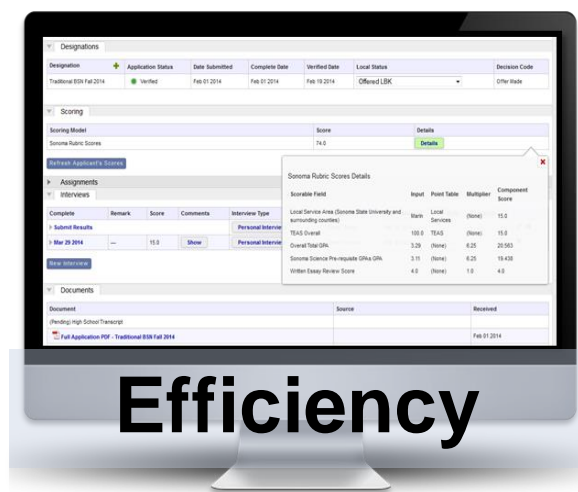 Designations
Designation Application Status Date Submitted Complete Date Verified Date Local Status Decision Code
Traditional BSN Fall 2014 Verified Feb 01 2014 Feb 01 2014 Feb 19 2014 Offered LBK Offer Made
Scoring
Scoring Model Score Details
Sonoma Rubric Scores 74.0 Details
Refresh Applicant's Scores
Assignments
Interviews
Complete Remark Score Comments Interview Type
Submit Results Personal Intervie
Mar 20 2014 --- 15.0 Show Personal Intervie
New Interview
Sonoma Rubric Scores Details
Scorable Field Input Point Table Multiplier Component Score
Local Service Area (Sonoma State University and surrounding counties) Marin Local Services (None) 15.0
TEAS Overall 100.0 TEAS (None) 15.0
Overall Total GPA 3.29 (None) 6.25 20.563
Sonoma Science Pre-requisite GPAs GPA 3.11 (None) 6.25 19.438
Written Essay Review Score 4.0 (None) 1.0 4.0
Documents
Document Source Received
(Pending) High School Transcript
Full Application PDF - Traditional BSN Fall 2014 Feb 01 2014
Efficiency